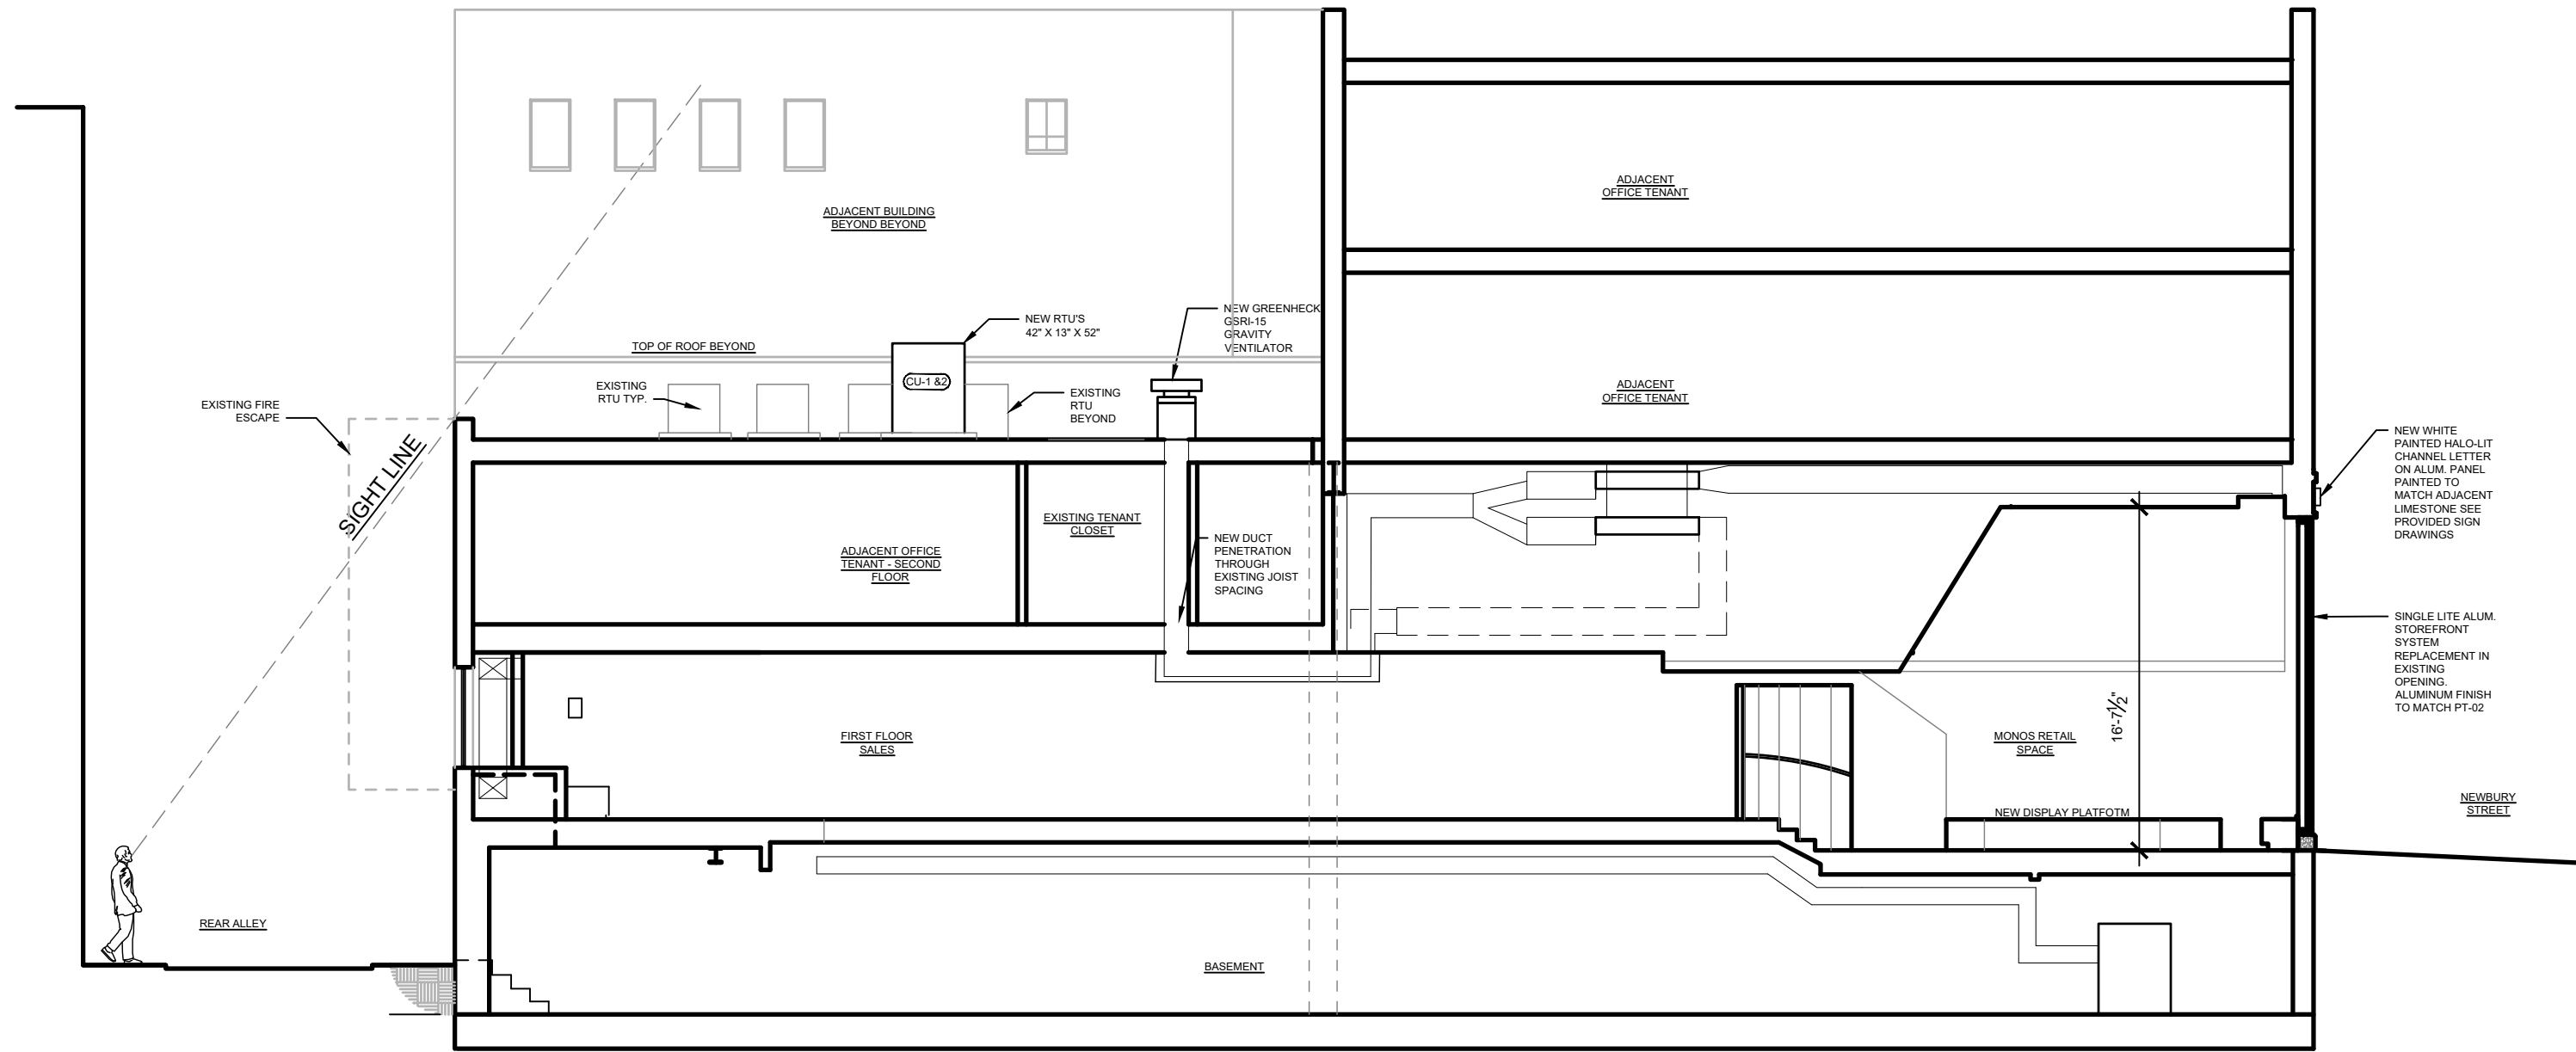 ADJACENT
OFFICE TENANT
ADJACENT BUILDING
BEYOND BEYOND
NEW RTU'S
42" X 13" X 52"
NEW GREENHECK
GSRI-15
GRAVITY
VENTILATOR
TOP OF ROOF BEYOND
CU-1 &2
EXISTING
RTU TYP.
EXISTING
RTU
BEYOND
ADJACENT
OFFICE TENANT
EXISTING FIRE
ESCAPE
SIGHT LINE
NEW WHITE
PAINTED HALO-LIT
CHANNEL LETTER
ON ALUM. PANEL
PAINTED TO
MATCH ADJACENT
LIMESTONE SEE
PROVIDED SIGN
DRAWINGS
EXISTING TENANT
CLOSET
ADJACENT OFFICE
TENANT - SECOND
FLOOR
NEW DUCT
PENETRATION
THROUGH
EXISTING JOIST
SPACING
SINGLE LITE ALUM.
STOREFRONT
SYSTEM
REPLACEMENT IN
EXISTING
OPENING.
ALUMINUM FINISH
TO MATCH PT-02
16'-7½"
FIRST FLOOR
SALES
MONOS RETAIL
SPACE
NEW DISPLAY PLATFOTM
NEWBURY
STREET
REAR ALLEY
BASEMENT